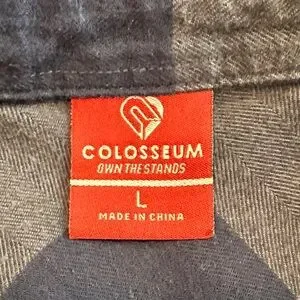 COLOSSEUM
OWN THE STANDS
L
MADE IN CHINA